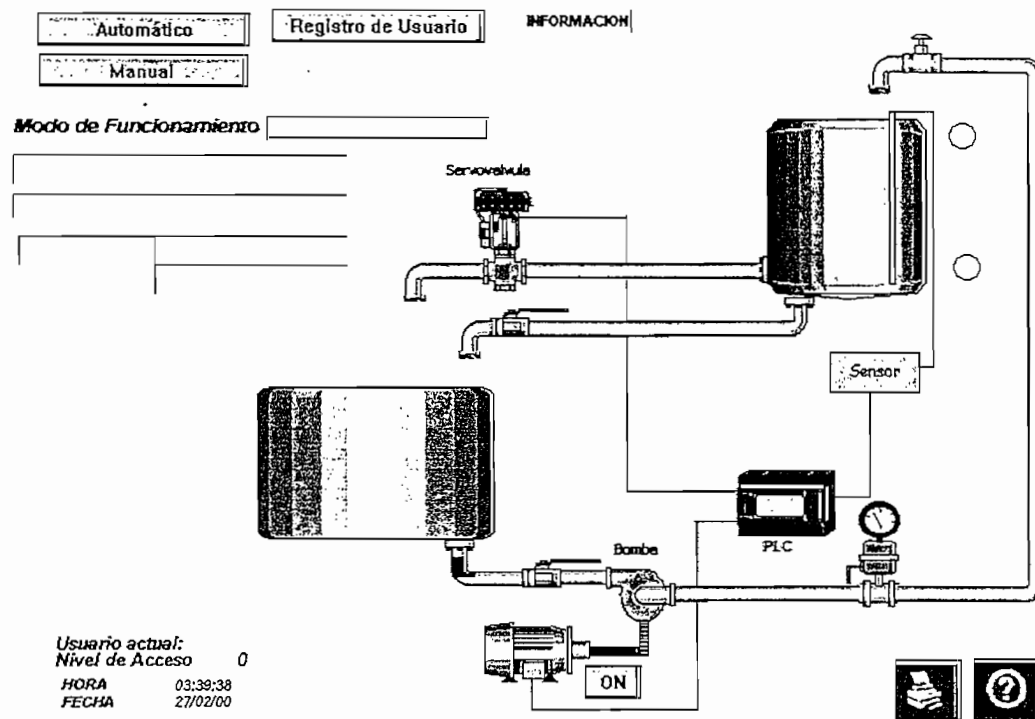 Automático
Registro de Usuario
INFORMACION
Manual
Modo de Funcionamiento
Servovalvula
Sensor
PLC
Bomba
ON
Usuario actual:
Nivel de Acceso 0
HORA 03:39:38
FECHA 27/02/00